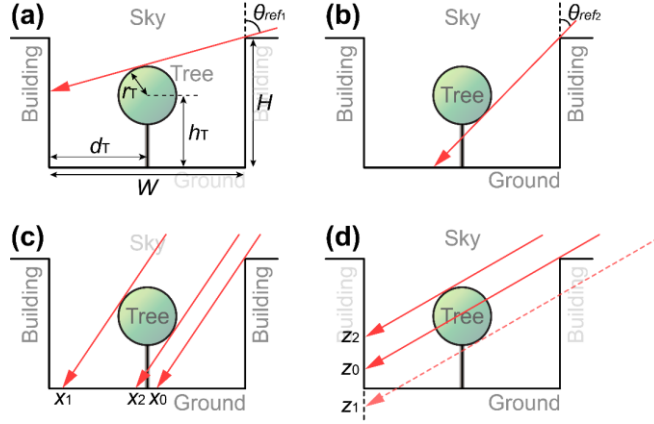 (a)
Sky
θref1
Building
Tree
rT
H
Building
hT
dT
W
Ground
(b)
Sky
θref2
Building
Tree
Building
Ground
(c)
Sky
Building
Tree
Building
x1
x2
x0
Ground
(d)
Sky
Building
Tree
Building
z2
z0
z1
Ground